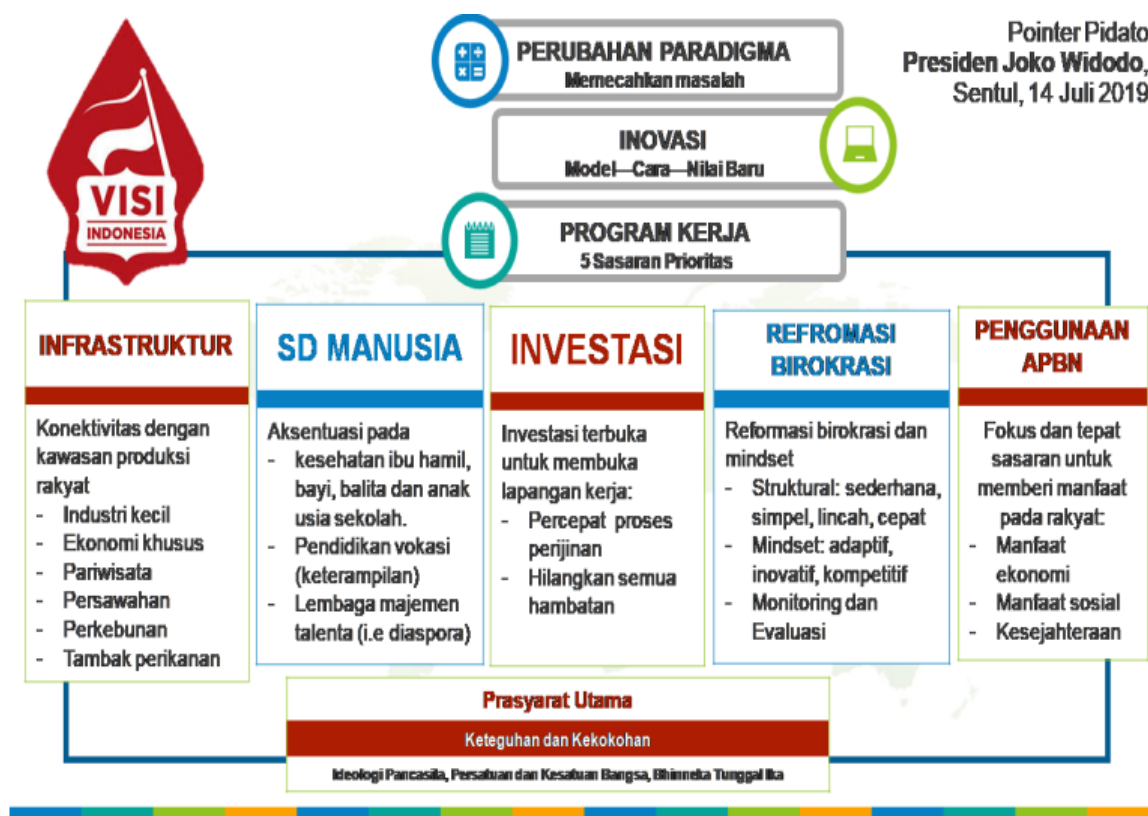 Pointer Pidato
Presiden Joko Widodo,
Sentul, 14 Juli 2019
VISI
INDONESIA
PERUBAHAN PARADIGMA
Memecahkan masalah
INOVASI
Model—Cara—Nilai Baru
PROGRAM KERJA
5 Sasaran Prioritas
INFRASTRUKTUR
Konektivitas dengan
kawasan produksi
rakyat
- Industri kecil
- Ekonomi khusus
- Pariwisata
- Persawahan
- Perkebunan
- Tambak perikanan
SD MANUSIA
Aksentuasi pada
- kesehatan ibu hamil,
bayi, balita dan anak
usia sekolah.
- Pendidikan vokasi
(keterampilan)
- Lembaga majemen
talenta (i.e diaspora)
INVESTASI
Investasi terbuka
untuk membuka
lapangan kerja:
- Percepat proses
perijinan
- Hilangkan semua
hambatan
REFROMASI
BIROKRASI
Reformasi birokrasi dan
mindset
- Struktural: sederhana,
simpel, lincah, cepat
- Mindset: adaptif,
inovatif, kompetitif
- Monitoring dan
Evaluasi
PENGGUNAAN
APBN
Fokus dan tepat
sasaran untuk
memberi manfaat
pada rakyat:
- Manfaat
ekonomi
- Manfaat sosial
- Kesejahteraan
Prasyarat Utama
Keteguhan dan Kekokohan
Ideologi Pancasila, Persatuan dan Kesatuan Bangsa, Bhinneka Tunggal Ika